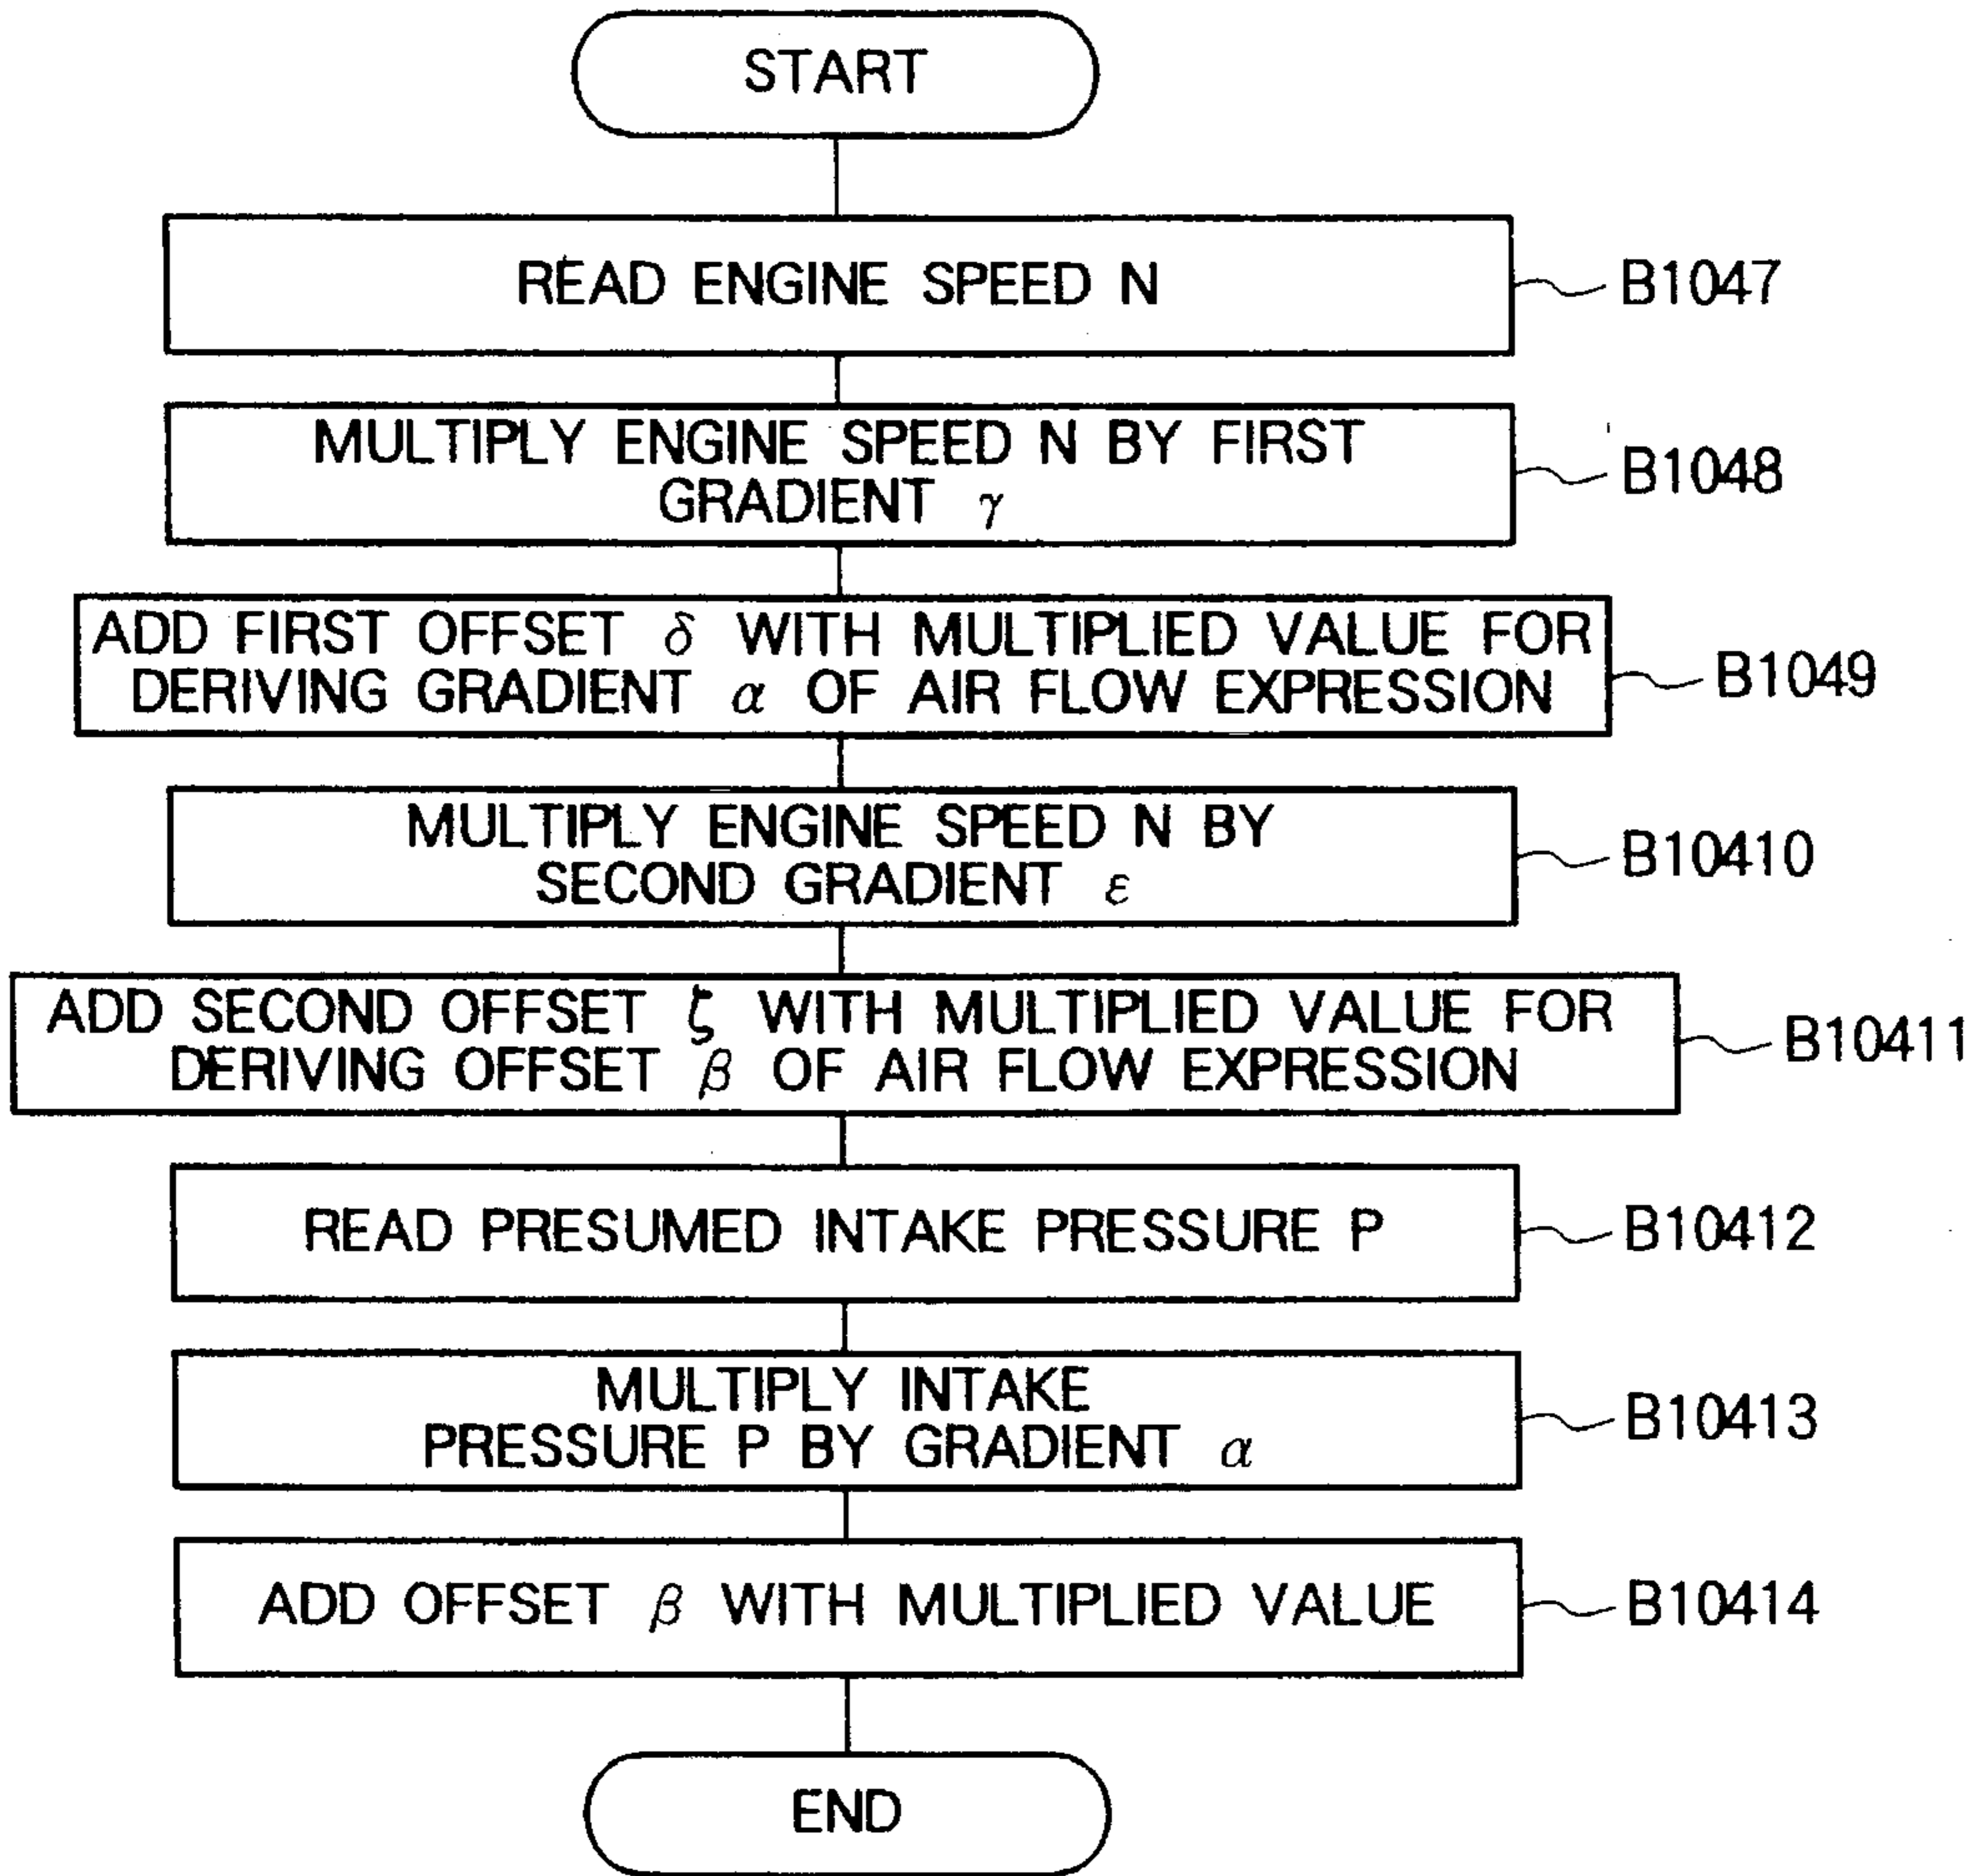 START
READ ENGINE SPEED N
B1047
MULTIPLY ENGINE SPEED N BY FIRST
GRADIENT γ
B1048
ADD FIRST OFFSET δ WITH MULTIPLIED VALUE FOR
DERIVING GRADIENT α OF AIR FLOW EXPRESSION
B1049
MULTIPLY ENGINE SPEED N BY
SECOND GRADIENT ε
B10410
ADD SECOND OFFSET ζ WITH MULTIPLIED VALUE FOR
DERIVING OFFSET β OF AIR FLOW EXPRESSION
B10411
READ PRESUMED INTAKE PRESSURE P
B10412
MULTIPLY INTAKE
PRESSURE P BY GRADIENT α
B10413
ADD OFFSET β WITH MULTIPLIED VALUE
B10414
END